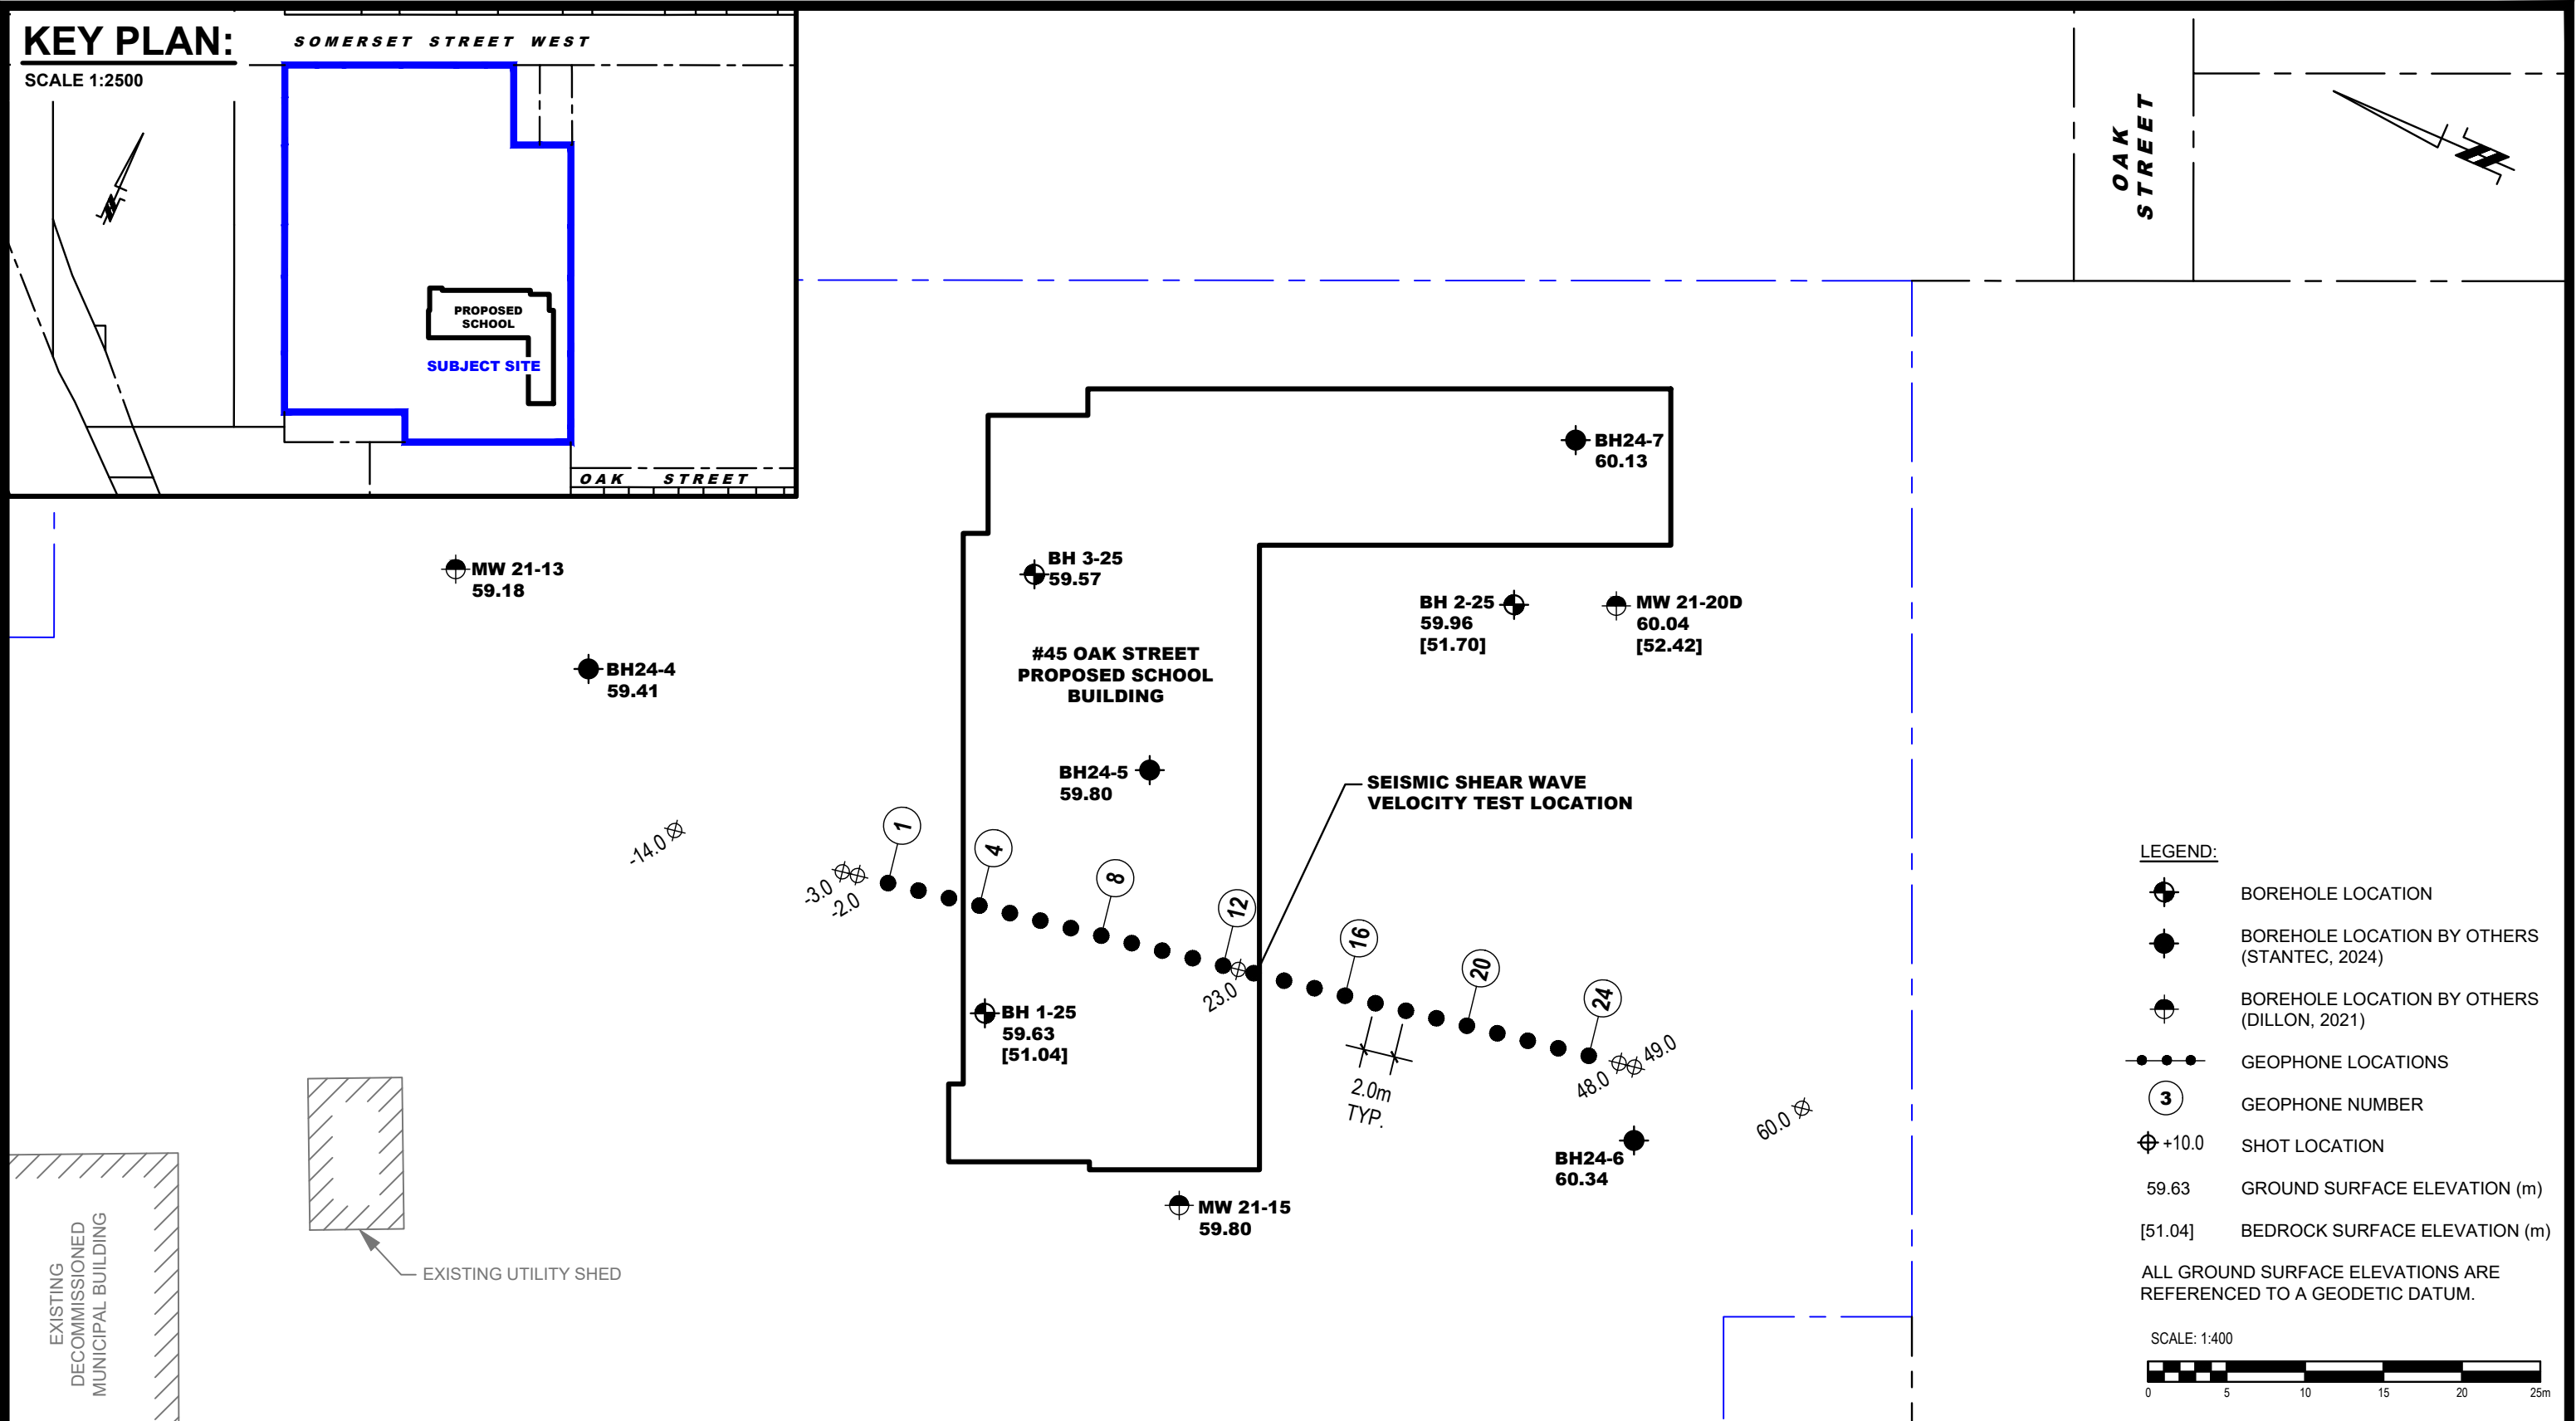 KEY PLAN:
SCALE 1:2500
SOMERSET STREET WEST
PROPOSED
SCHOOL
SUBJECT SITE
OAK STREET
OAK
STREET
BH24-7
60.13
MW 21-13
59.18
BH 3-25
59.57
BH 2-25
59.96
[51.70]
MW 21-20D
60.04
[52.42]
BH24-4
59.41
#45 OAK STREET
PROPOSED SCHOOL
BUILDING
BH24-5
59.80
SEISMIC SHEAR WAVE
VELOCITY TEST LOCATION
-14.0
-3.0
-2.0
1
4
8
12
16
20
24
23.0
48.0
49.0
60.0
2.0m
TYP.
BH 1-25
59.63
[51.04]
BH24-6
60.34
MW 21-15
59.80
EXISTING UTILITY SHED
EXISTING
DECOMMISSIONED
MUNICIPAL BUILDING
LEGEND:
BOREHOLE LOCATION
BOREHOLE LOCATION BY OTHERS
(STANTEC, 2024)
BOREHOLE LOCATION BY OTHERS
(DILLON, 2021)
GEOPHONE LOCATIONS
3 GEOPHONE NUMBER
+10.0 SHOT LOCATION
59.63 GROUND SURFACE ELEVATION (m)
[51.04] BEDROCK SURFACE ELEVATION (m)
ALL GROUND SURFACE ELEVATIONS ARE
REFERENCED TO A GEODETIC DATUM.
SCALE: 1:400
0 5 10 15 20 25m